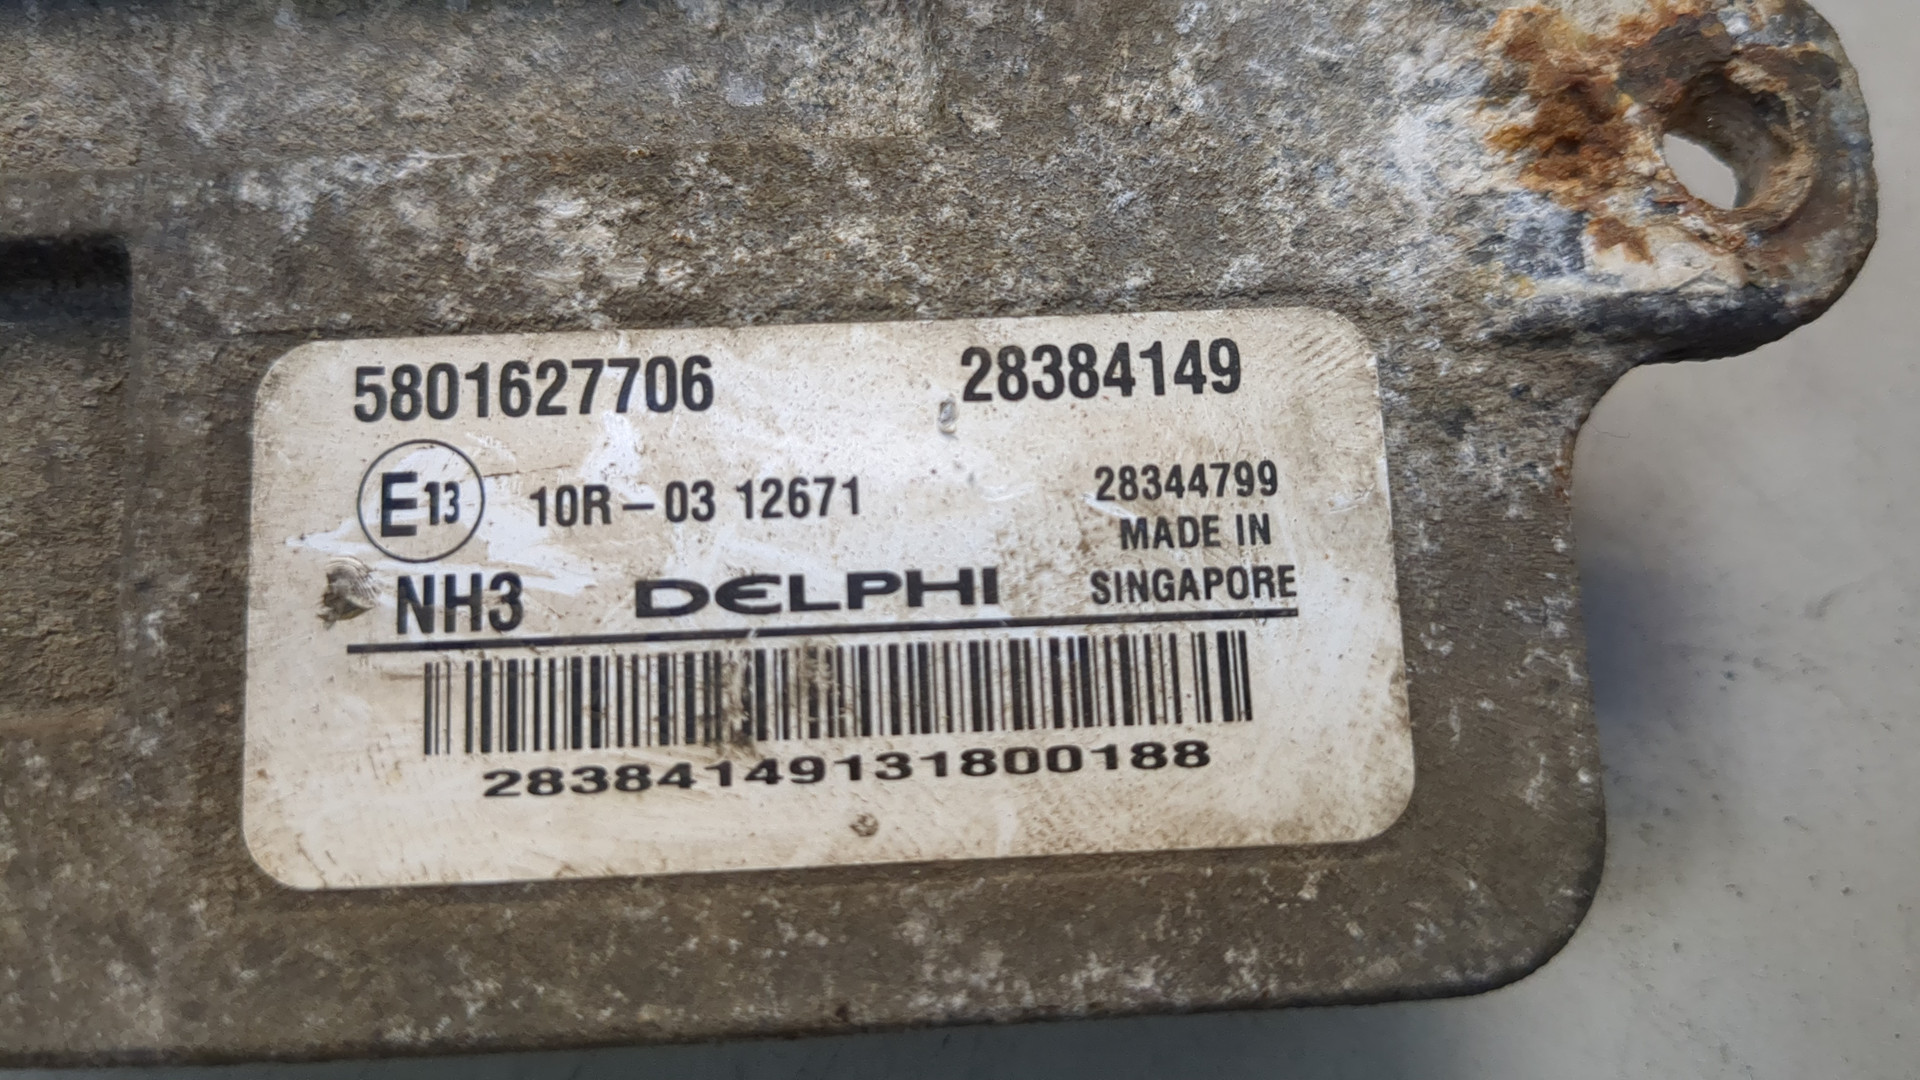 5801627706 28384149
E13 10R-03 12671 28344799
MADE IN
NH3 DELPHI SINGAPORE
28384149131800188